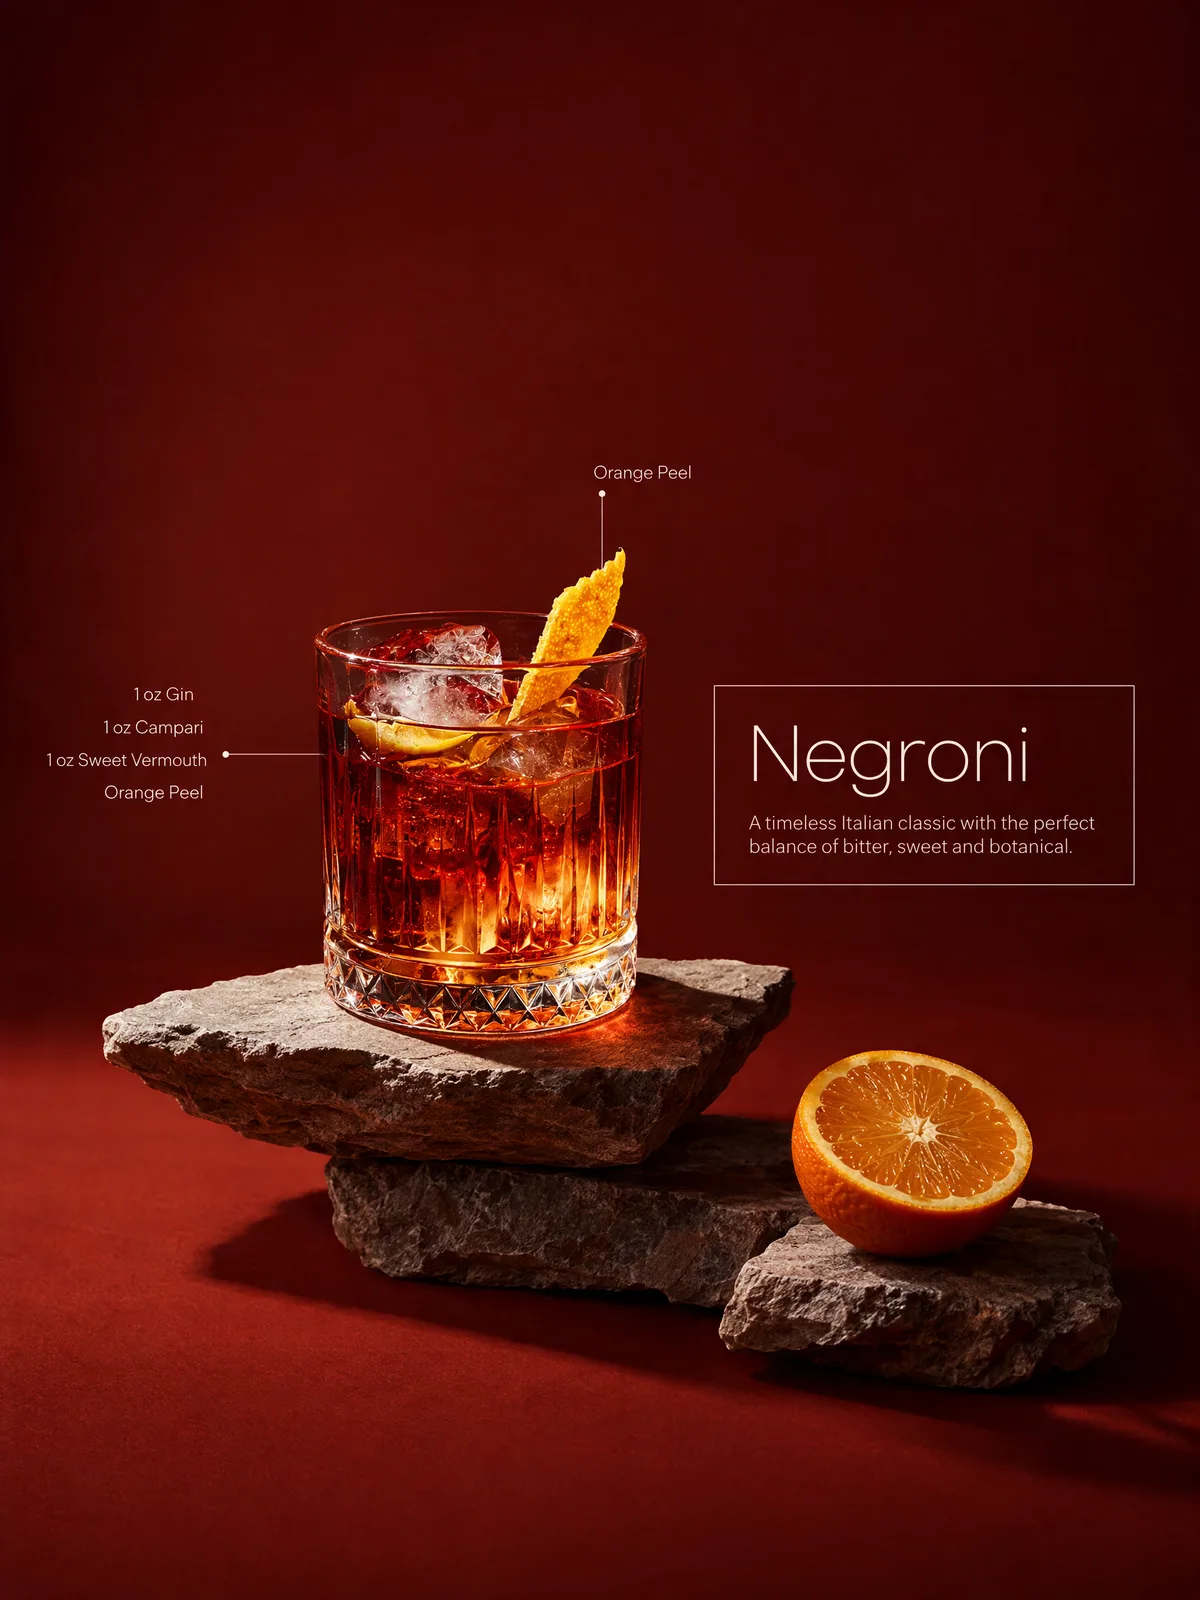 Orange Peel
1 oz Gin
1 oz Campari
1 oz Sweet Vermouth
Orange Peel
Negroni
A timeless Italian classic with the perfect
balance of bitter, sweet and botanical.